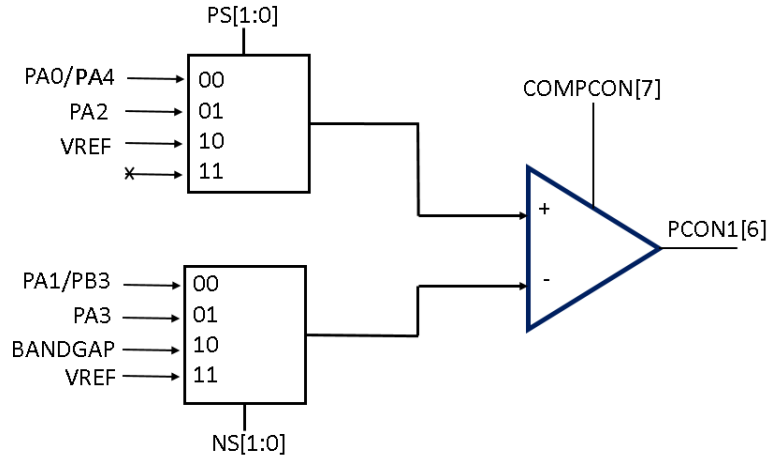 PS[1:0]
PA0/PA4 00
PA2 01
VREF 10
x 11
COMPCON[7]
+
PCON1[6]
-
PA1/PB3 00
PA3 01
BANDGAP 10
VREF 11
NS[1:0]